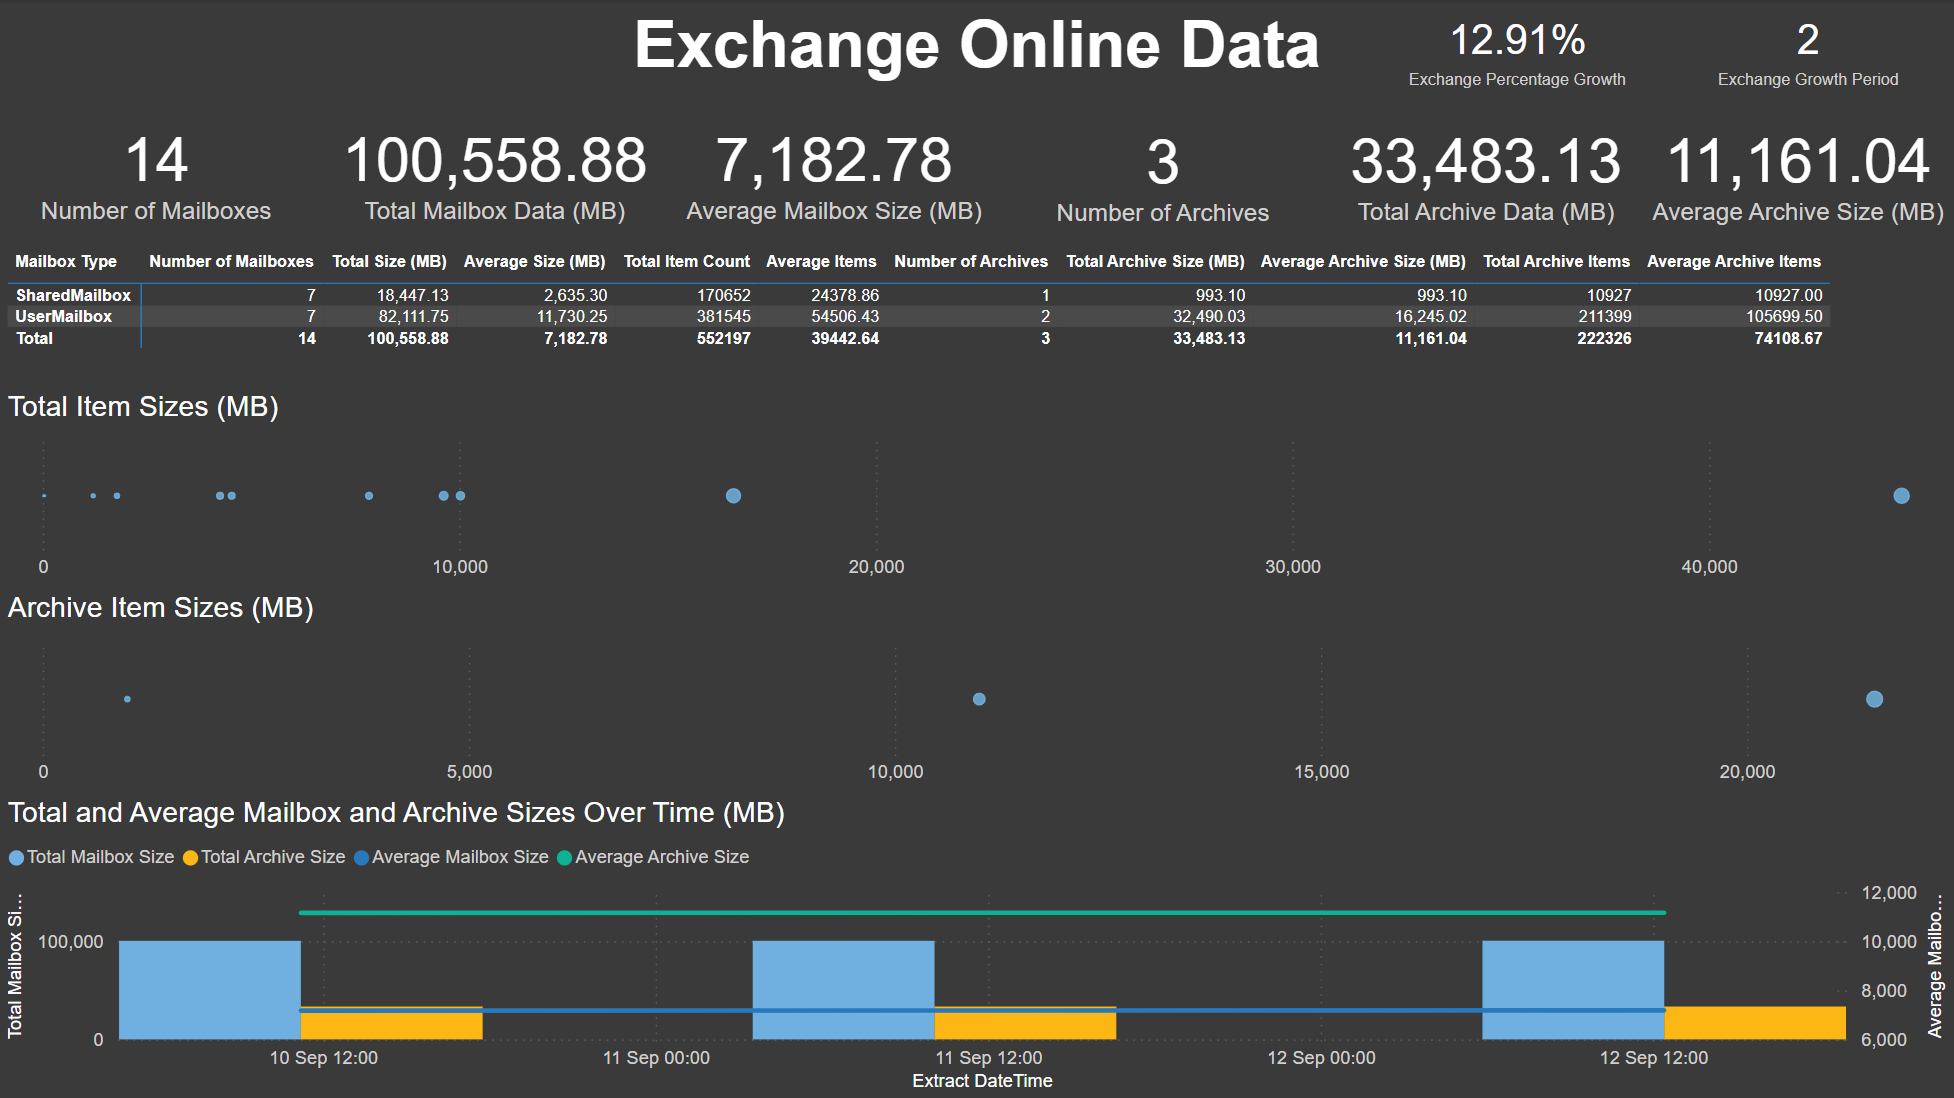 Exchange Online Data
12.91%
Exchange Percentage Growth
2
Exchange Growth Period
14
Number of Mailboxes
100,558.88
Total Mailbox Data (MB)
7,182.78
Average Mailbox Size (MB)
3
Number of Archives
33,483.13
Total Archive Data (MB)
11,161.04
Average Archive Size (MB)
Mailbox Type Number of Mailboxes Total Size (MB) Average Size (MB) Total Item Count Average Items Number of Archives Total Archive Size (MB) Average Archive Size (MB) Total Archive Items Average Archive Items
SharedMailbox 7 18,447.13 2,635.30 170652 24378.86 1 993.10 993.10 10927 10927.00
UserMailbox 7 82,111.75 11,730.25 381545 54506.43 2 32,490.03 16,245.02 211399 105699.50
Total 14 100,558.88 7,182.78 552197 39442.64 3 33,483.13 11,161.04 222326 74108.67
Total Item Sizes (MB)
0 10,000 20,000 30,000 40,000
Archive Item Sizes (MB)
0 5,000 10,000 15,000 20,000
Total and Average Mailbox and Archive Sizes Over Time (MB)
Total Mailbox Size Total Archive Size Average Mailbox Size Average Archive Size
Total Mailbox Si...
100,000
0
12,000
10,000
8,000
6,000
Average Mailbo...
10 Sep 12:00 11 Sep 00:00 11 Sep 12:00 12 Sep 00:00 12 Sep 12:00
Extract DateTime